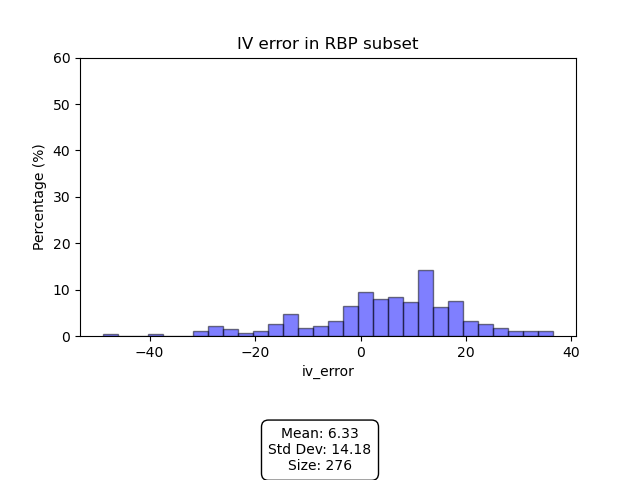 IV error in RBP subset
60
50
40
30
20
10
0
Percentage (%)
−40
−20
0
20
40
iv_error
Mean: 6.33
Std Dev: 14.18
Size: 276